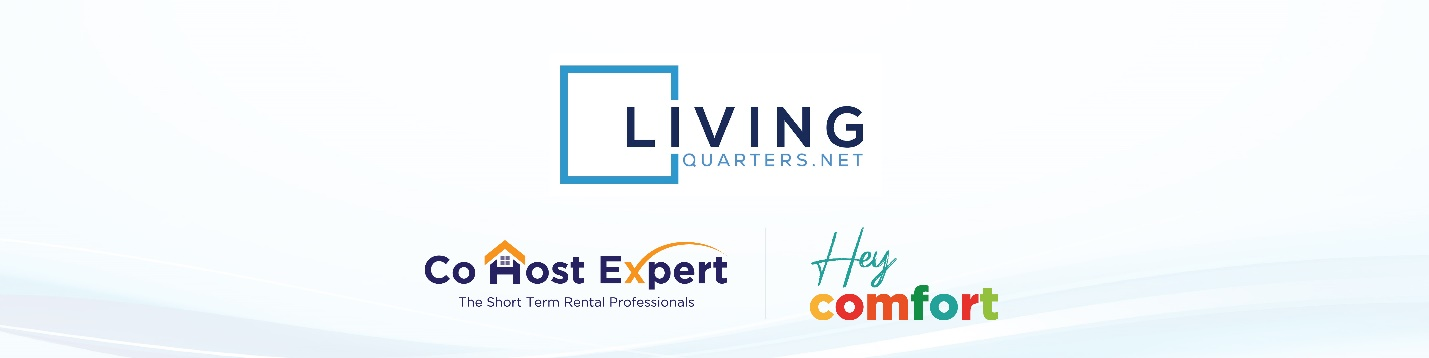 LIVING
QUARTERS.NET
Co Host Expert
The Short Term Rental Professionals
Hey
comfort